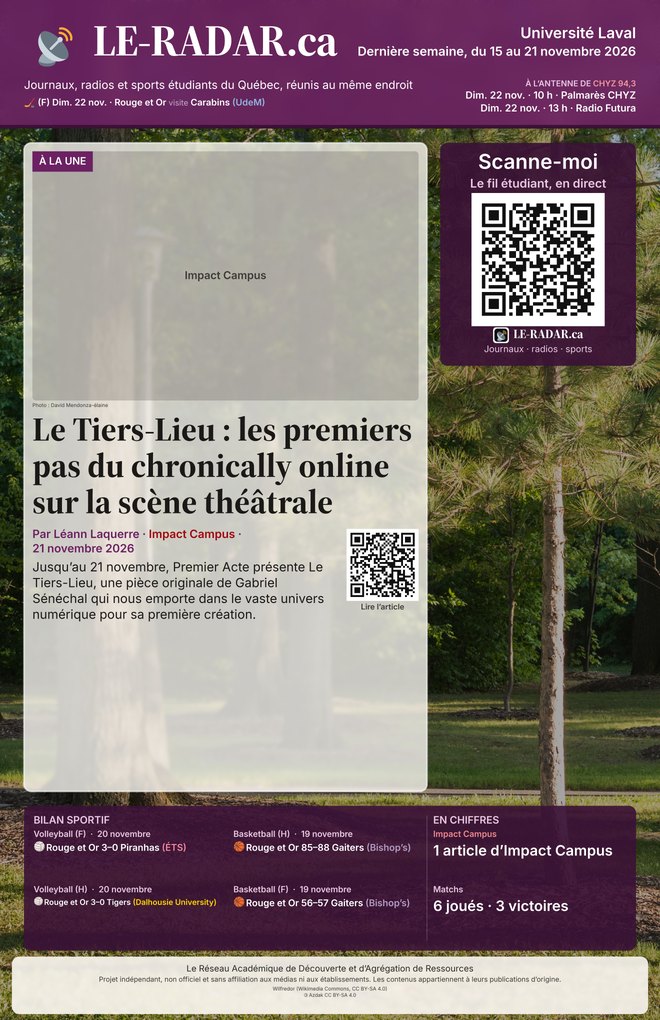 LE-RADAR.ca
Université Laval
Dernière semaine, du 15 au 21 novembre 2026
Journaux, radios et sports étudiants du Québec, réunis au même endroit
(F) Dim. 22 nov. · Rouge et Or visite Carabins (UdeM)
À L'ANTENNE DE CHYZ 94,3
Dim. 22 nov. · 10 h · Palmarès CHYZ
Dim. 22 nov. · 13 h · Radio Futura
À LA UNE
Impact Campus
Photo : David Mendonza-élaine
Le Tiers-Lieu : les premiers
pas du chronically online
sur la scène théâtrale
Par Léann Laquerre · Impact Campus ·
21 novembre 2026
Jusqu'au 21 novembre, Premier Acte présente Le
Tiers-Lieu, une pièce originale de Gabriel
Sénéchal qui nous emporte dans le vaste univers
numérique pour sa première création.
Lire l'article
Scanne-moi
Le fil étudiant, en direct
LE-RADAR.ca
Journaux · radios · sports
BILAN SPORTIF
Volleyball (F) · 20 novembre
Rouge et Or 3–0 Piranhas (ÉTS)
Basketball (H) · 19 novembre
Rouge et Or 85–88 Gaiters (Bishop's)
Volleyball (H) · 20 novembre
Rouge et Or 3–0 Tigers (Dalhousie University)
Basketball (F) · 19 novembre
Rouge et Or 56–57 Gaiters (Bishop's)
EN CHIFFRES
Impact Campus
1 article d'Impact Campus
Matchs
6 joués · 3 victoires
Le Réseau Académique de Découverte et d'Agrégation de Ressources
Projet indépendant, non officiel et sans affiliation aux médias ni aux établissements. Les contenus appartiennent à leurs publications d'origine.
Wilfredor (Wikimedia Commons, CC BY-SA 4.0)
Azdak CC BY-SA 4.0